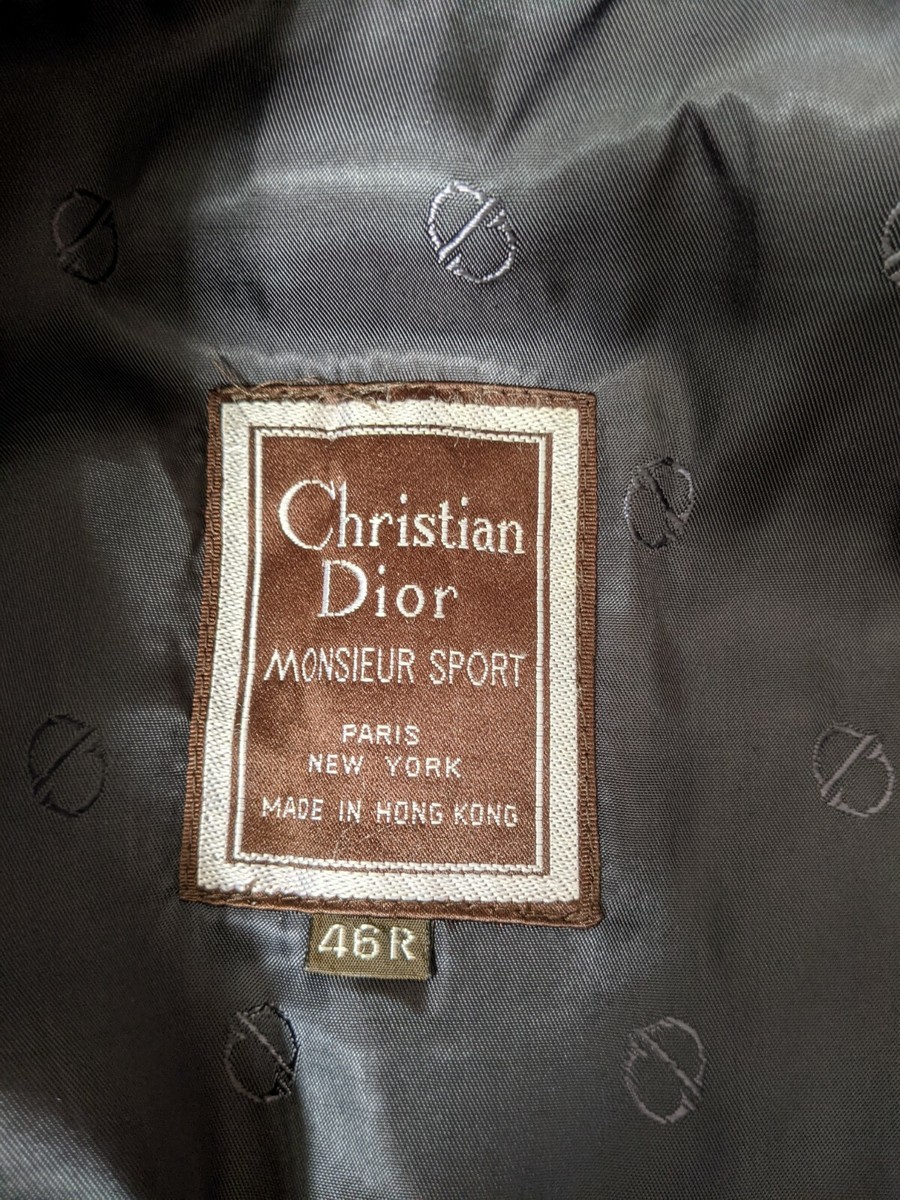 Christian
Dior
MONSIEUR SPORT
PARIS
NEW YORK
MADE IN HONG KONG
46R